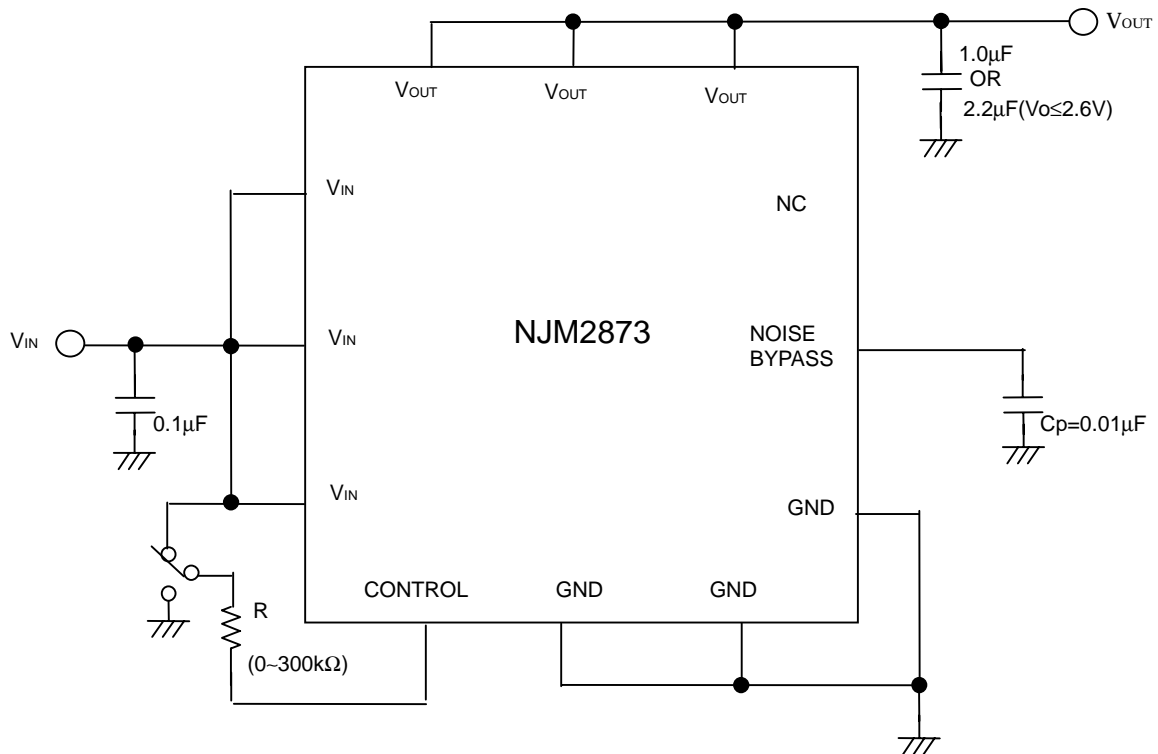 VOUT
1.0µF
OR
2.2µF(Vo≤2.6V)
VOUT VOUT VOUT
VIN
NC
VIN
VIN
NJM2873
NOISE
BYPASS
0.1µF
Cp=0.01µF
VIN
GND
CONTROL GND GND
R
(0~300kΩ)